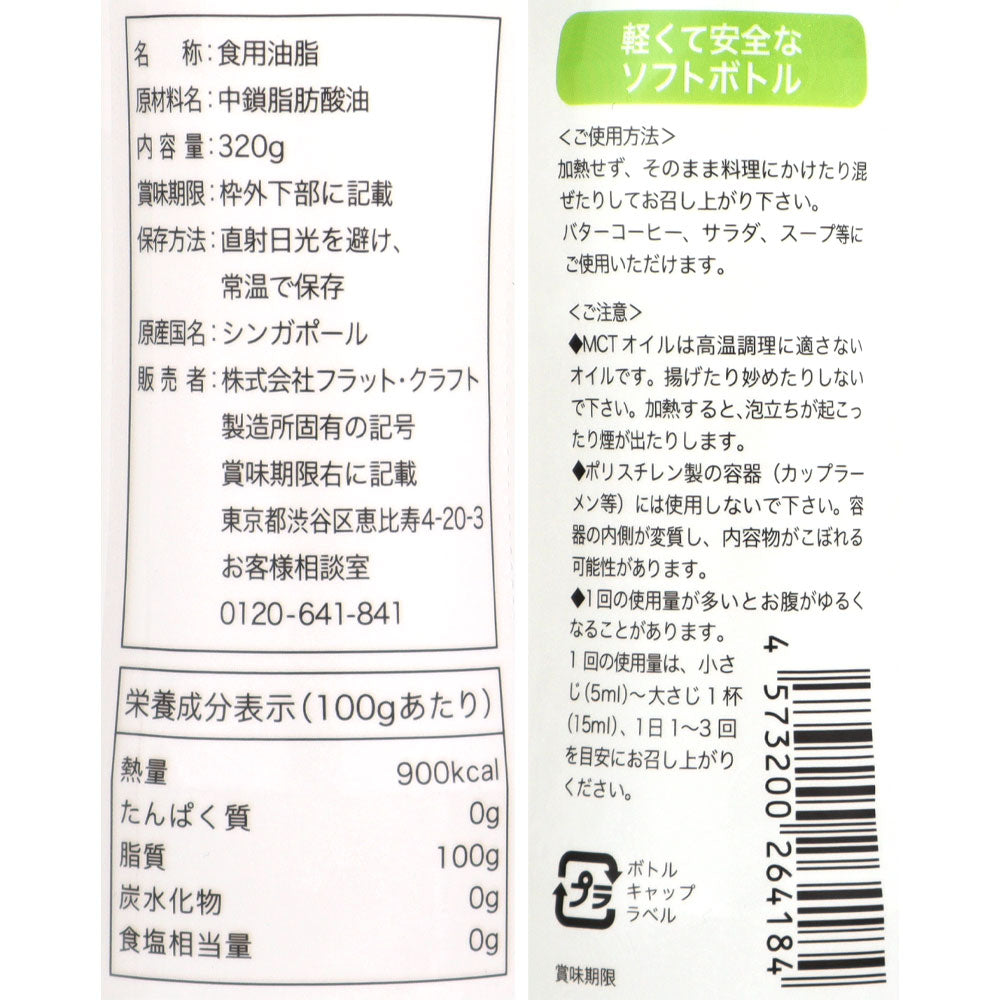 名 称:食用油脂
原材料名:中鎖脂肪酸油
内容量:320g
賞味期限:枠外下部に記載
保存方法:直射日光を避け、
常温で保存
原産国名:シンガポール
販売者:株式会社フラット・クラフト
製造所固有の記号
賞味期限右に記載
東京都渋谷区恵比寿4-20-3
お客様相談室
0120-641-841
栄養成分表示(100gあたり)
熱量 900kcal
たんぱく質 0g
脂質 100g
炭水化物 0g
食塩相当量 0g
軽くて安全な
ソフトボトル
<ご使用方法>
加熱せず、そのまま料理にかけたり混
ぜたりしてお召し上がり下さい。
バターコーヒー、サラダ、スープ等に
ご使用いただけます。
<ご注意>
◆MCTオイルは高温調理に適さない
オイルです。揚げたり炒めたりしない
で下さい。加熱すると、泡立ちが起こっ
たり煙が出たりします。
◆ポリスチレン製の容器(カップラー
メン等)には使用しないで下さい。容
器の内側が変質し、内容物がこぼれる
可能性があります。
◆1回の使用量が多いとお腹がゆるく
なることがあります。
1回の使用量は、小さ
じ(5ml)~大さじ1杯
(15ml)、1日1~3回
を目安にお召し上がり
ください。
4 573200 264184
プラ
ボトル
キャップ
ラベル
賞味期限